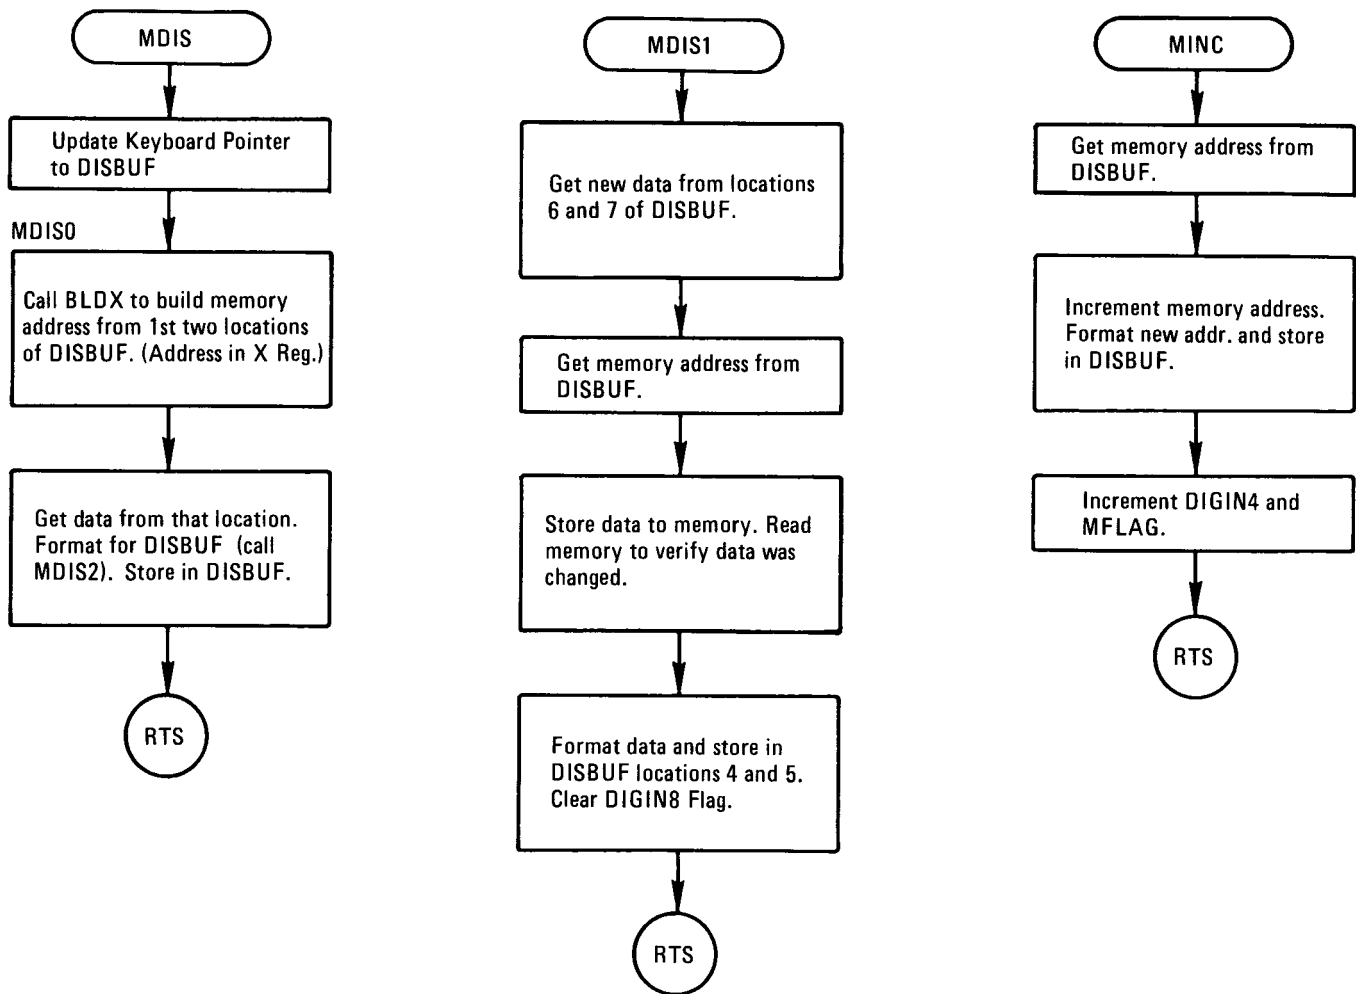 MDIS
Update Keyboard Pointer
to DISBUF
MDIS0
Call BLDX to build memory
address from 1st two locations
of DISBUF. (Address in X Reg.)
Get data from that location.
Format for DISBUF (call
MDIS2). Store in DISBUF.
RTS
MDIS1
Get new data from locations
6 and 7 of DISBUF.
Get memory address from
DISBUF.
Store data to memory. Read
memory to verify data was
changed.
Format data and store in
DISBUF locations 4 and 5.
Clear DIGIN8 Flag.
RTS
MINC
Get memory address from
DISBUF.
Increment memory address.
Format new addr. and store
in DISBUF.
Increment DIGIN4 and
MFLAG.
RTS